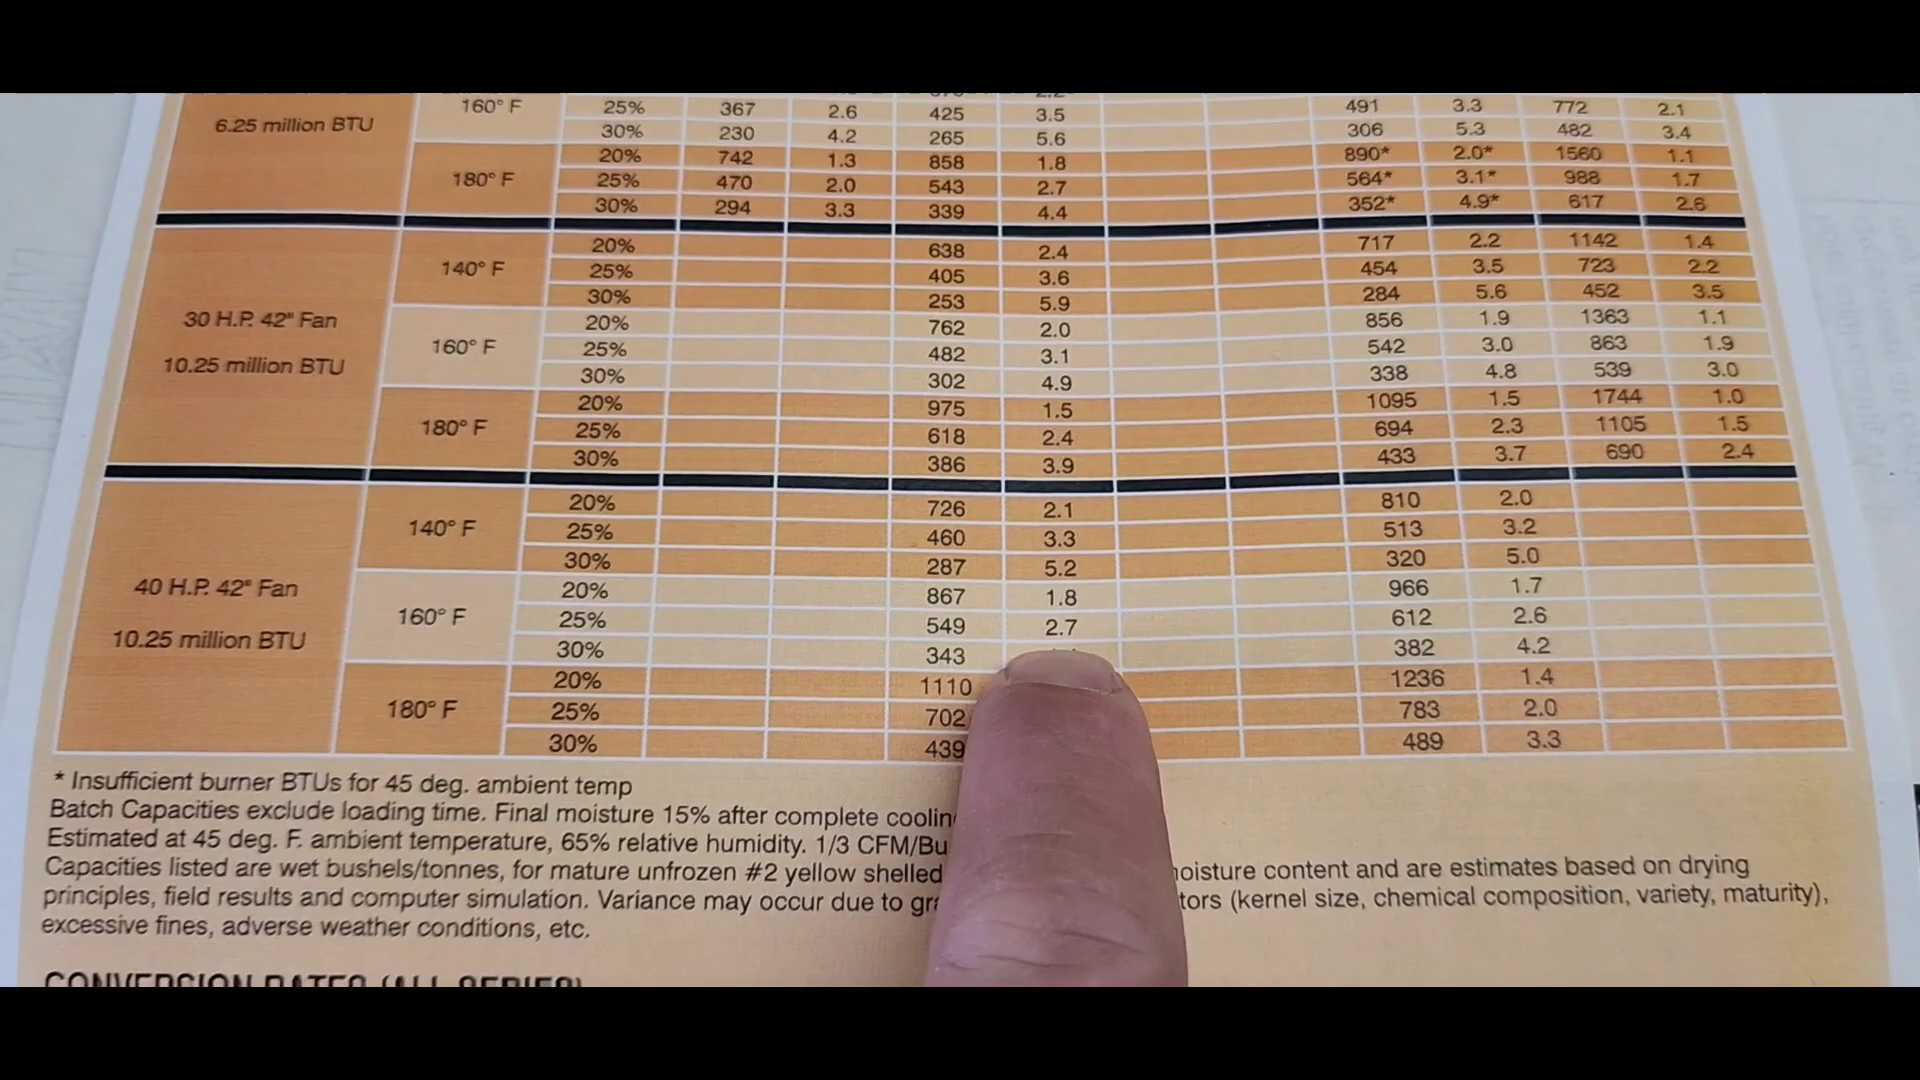 160° F 25% 367 2.6 425 3.5 491 3.3 772 2.1
6.25 million BTU 30% 230 4.2 265 5.6 306 5.3 482 3.4
20% 742 1.3 858 1.8 890* 2.0* 1560 1.1
180° F 25% 470 2.0 543 2.7 564* 3.1* 988 1.7
30% 294 3.3 339 4.4 352* 4.9* 617 2.6
20% 638 2.4 717 2.2 1142 1.4
140° F 25% 405 3.6 454 3.5 723 2.2
30% 253 5.9 284 5.6 452 3.5
30 H.P. 42" Fan 20% 762 2.0 856 1.9 1363 1.1
160° F 25% 482 3.1 542 3.0 863 1.9
10.25 million BTU 30% 302 4.9 338 4.8 539 3.0
20% 975 1.5 1095 1.5 1744 1.0
180° F 25% 618 2.4 694 2.3 1105 1.5
30% 386 3.9 433 3.7 690 2.4
20% 726 2.1 810 2.0
140° F 25% 460 3.3 513 3.2
30% 287 5.2 320 5.0
40 H.P. 42" Fan 20% 867 1.8 966 1.7
160° F 25% 549 2.7 612 2.6
10.25 million BTU 30% 343 382 4.2
20% 1110 1236 1.4
180° F 25% 702 783 2.0
30% 439 489 3.3
* Insufficient burner BTUs for 45 deg. ambient temp
Batch Capacities exclude loading time. Final moisture 15% after complete
Estimated at 45 deg. F. ambient temperature, 65% relative humidity. 1/3 CFM/Bu
Capacities listed are wet bushels/tonnes, for mature unfrozen #2 yellow shelled content and are estimates based on drying
principles, field results and computer simulation. Variance may occur due to (kernel size, chemical composition, variety, maturity),
excessive fines, adverse weather conditions, etc.
CONVERSION RATES (ALL SERIES)